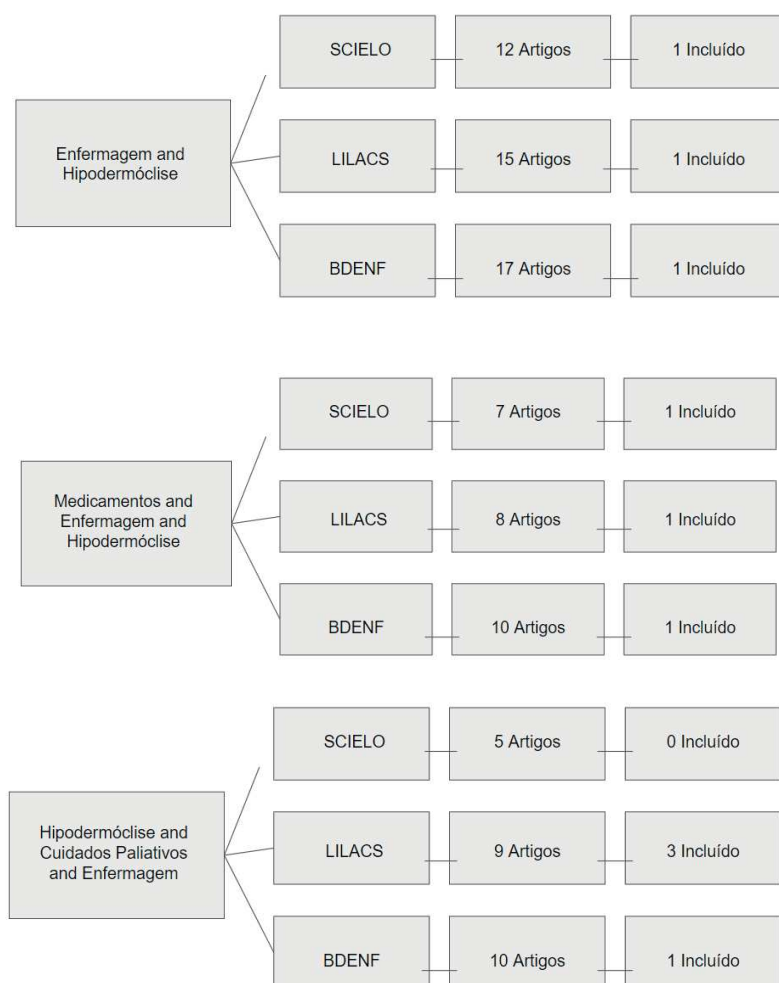 SCIELO
12 Artigos
1 Incluído
Enfermagem and
Hipodermóclise
LILACS
15 Artigos
1 Incluído
BDENF
17 Artigos
1 Incluído
SCIELO
7 Artigos
1 Incluído
Medicamentos and
Enfermagem and
Hipodermóclise
LILACS
8 Artigos
1 Incluído
BDENF
10 Artigos
1 Incluído
SCIELO
5 Artigos
0 Incluído
Hipodermóclise and
Cuidados Paliativos
and Enfermagem
LILACS
9 Artigos
3 Incluído
BDENF
10 Artigos
1 Incluído